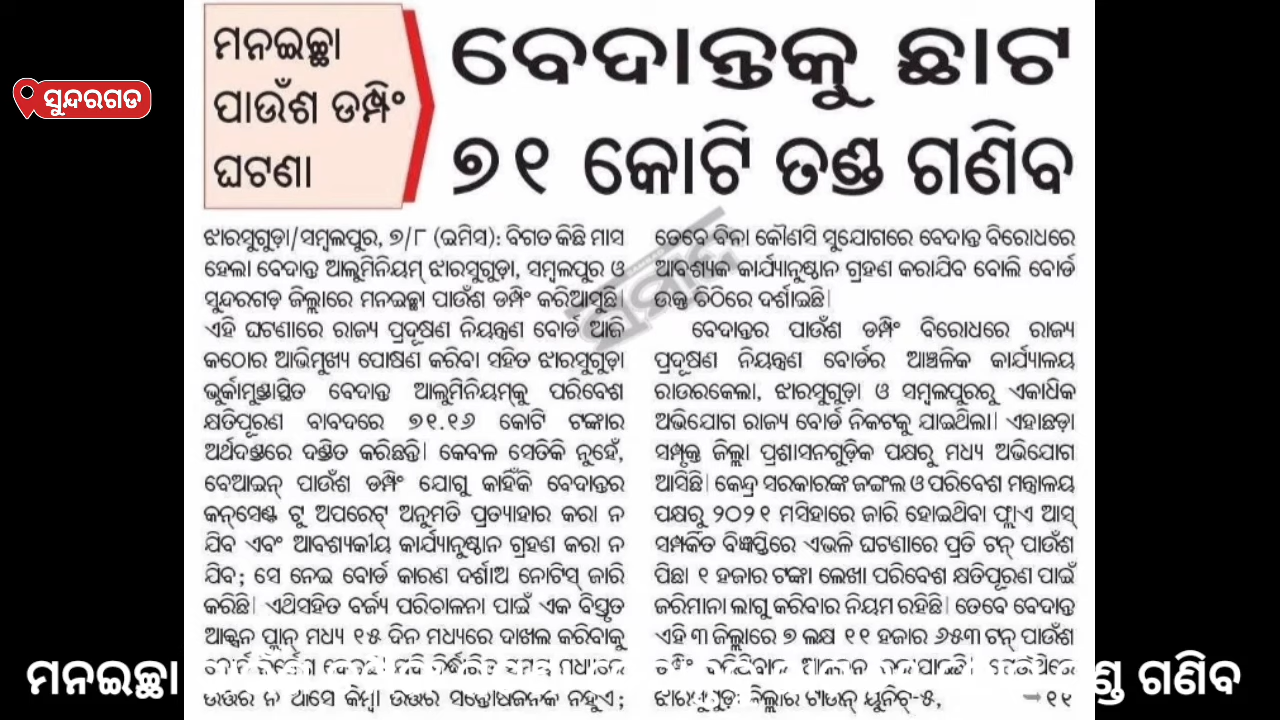 ମନଇଚ୍ଛା
ପାଉଁଶ ଡମ୍ପିଂ
ଘଟଣା
ବେଦାନ୍ତକୁ ଛାଟ
୭୧ କୋଟି ଦଣ୍ଡ ଗଣିବ
ସୁନ୍ଦରଗଡ
ଝାରସୁଗୁଡ଼ା/ସମ୍ବଲପୁର, ୭/୮ (ଇମିସ): ବିଗତ କିଛି ମାସ
ହେଲା ବେଦାନ୍ତ ଆଲୁମିନିୟମ୍ ଝାରସୁଗୁଡ଼ା, ସମ୍ବଲପୁର ଓ
ସୁନ୍ଦରଗଡ଼ ଜିଲ୍ଲାରେ ମନଇଚ୍ଛା ପାଉଁଶ ଡମ୍ପିଂ କରିଆସୁଛି।
ଏହି ଘଟଣାରେ ରାଜ୍ୟ ପ୍ରଦୂଷଣ ନିୟନ୍ତ୍ରଣ ବୋର୍ଡ ଆଜି
କଠୋର ଆଭିମୁଖ୍ୟ ପୋଷଣ କରିବା ସହିତ ଝାରସୁଗୁଡ଼ା
ଭୁର୍କାମୁଣ୍ଡାସ୍ଥିତ ବେଦାନ୍ତ ଆଲୁମିନିୟମ୍‌କୁ ପରିବେଶ
କ୍ଷତିପୂରଣ ବାବଦରେ ୭୧.୧୬ କୋଟି ଟଙ୍କାର
ଅର୍ଥଦଣ୍ଡରେ ଦଣ୍ଡିତ କରିଛନ୍ତି। କେବଳ ସେତିକି ନୁହେଁ,
ବେଆଇନ୍ ପାଉଁଶ ଡମ୍ପିଂ ଯୋଗୁ କାହିଁକି ବେଦାନ୍ତର
କନ୍‌ସେଣ୍ଟ ଟୁ ଅପରେଟ୍ ଅନୁମତି ପ୍ରତ୍ୟାହାର କରା ନ
ଯିବ ଏବଂ ଆବଶ୍ୟକୀୟ କାର୍ଯ୍ୟାନୁଷ୍ଠାନ ଗ୍ରହଣ କରା ନ
ଯିବ; ସେ ନେଇ ବୋର୍ଡ କାରଣ ଦର୍ଶାଅ ନୋଟିସ୍ ଜାରି
କରିଛି। ଏଥିସହିତ ବର୍ଜ୍ୟ ପରିଚାଳନା ପାଇଁ ଏକ ବିସ୍ତୃତ
ଆକ୍ସନ ପ୍ଲାନ୍ ମଧ୍ୟ ୧୫ ଦିନ ମଧ୍ୟରେ ଦାଖଲ କରିବାକୁ
ଉତ୍ତର ନ ଆସେ କିମ୍ବା ଉତ୍ତର ସନ୍ତୋଷଜନକ ନହୁଏ;
ତେବେ ବିନା କୌଣସି ସୁଯୋଗରେ ବେଦାନ୍ତ ବିରୋଧରେ
ଆବଶ୍ୟକ କାର୍ଯ୍ୟାନୁଷ୍ଠାନ ଗ୍ରହଣ କରାଯିବ ବୋଲି ବୋର୍ଡ
ଉକ୍ତ ଚିଠିରେ ଦର୍ଶାଇଛି।
ବେଦାନ୍ତର ପାଉଁଶ ଡମ୍ପିଂ ବିରୋଧରେ ରାଜ୍ୟ
ପ୍ରଦୂଷଣ ନିୟନ୍ତ୍ରଣ ବୋର୍ଡର ଆଞ୍ଚଳିକ କାର୍ଯ୍ୟାଳୟ
ରାଉରକେଲା, ଝାରସୁଗୁଡ଼ା ଓ ସମ୍ବଲପୁରରୁ ଏକାଧିକ
ଅଭିଯୋଗ ରାଜ୍ୟ ବୋର୍ଡ ନିକଟକୁ ଯାଇଥିଲା। ଏହାଛଡ଼ା
ସମ୍ପୃକ୍ତ ଜିଲ୍ଲା ପ୍ରଶାସନଗୁଡ଼ିକ ପକ୍ଷରୁ ମଧ୍ୟ ଅଭିଯୋଗ
ଆସିଛି। କେନ୍ଦ୍ର ସରକାରଙ୍କ ଜଙ୍ଗଲ ଓ ପରିବେଶ ମନ୍ତ୍ରାଳୟ
ପକ୍ଷରୁ ୨୦୨୧ ମସିହାରେ ଜାରି ହୋଇଥିବା ଫ୍ଲାଏ ଆସ୍
ସମ୍ପର୍କିତ ବିଜ୍ଞପ୍ତିରେ ଏଭଳି ଘଟଣାରେ ପ୍ରତି ଟନ୍ ପାଉଁଶ
ପିଛା ୧ ହଜାର ଟଙ୍କା ଲେଖା ପରିବେଶ କ୍ଷତିପୂରଣ ପାଇଁ
ଜରିମାନା ଲାଗୁ କରିବାର ନିୟମ ରହିଛି। ତେବେ ବେଦାନ୍ତ
ଏହି ୩ ଜିଲ୍ଲାରେ ୭ ଲକ୍ଷ ୧୧ ହଜାର ୬୫୩ ଟନ୍ ପାଉଁଶ
ଝାରସୁଗୁଡ଼ା ଜିଲ୍ଲାର ଟାଉନ୍ ୟୁନିଟ୍-୫, ୧୧
ମନଇଚ୍ଛା
ଣ୍ଡ ଗଣିବ